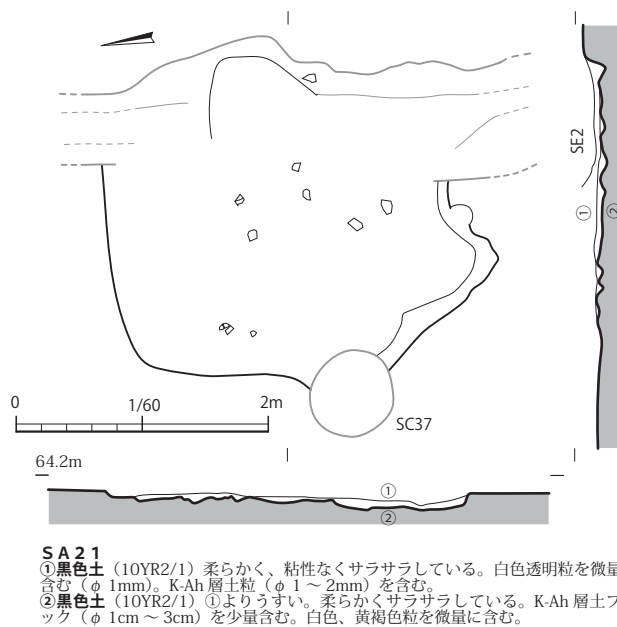 SE2
①
②
SC37
0 1/60 2m
64.2m
①
②
SA21
①黒色土（10YR2/1）柔らかく、粘性なくサラサラしている。白色透明粒を微量
含む（φ 1mm）。K-Ah 層土粒（φ 1 ～ 2mm）を含む。
②黒色土（10YR2/1）①よりうすい。柔らかくサラサラしている。K-Ah 層土ブ
ック（φ 1cm ～ 3cm）を少量含む。白色、黄褐色粒を微量に含む。